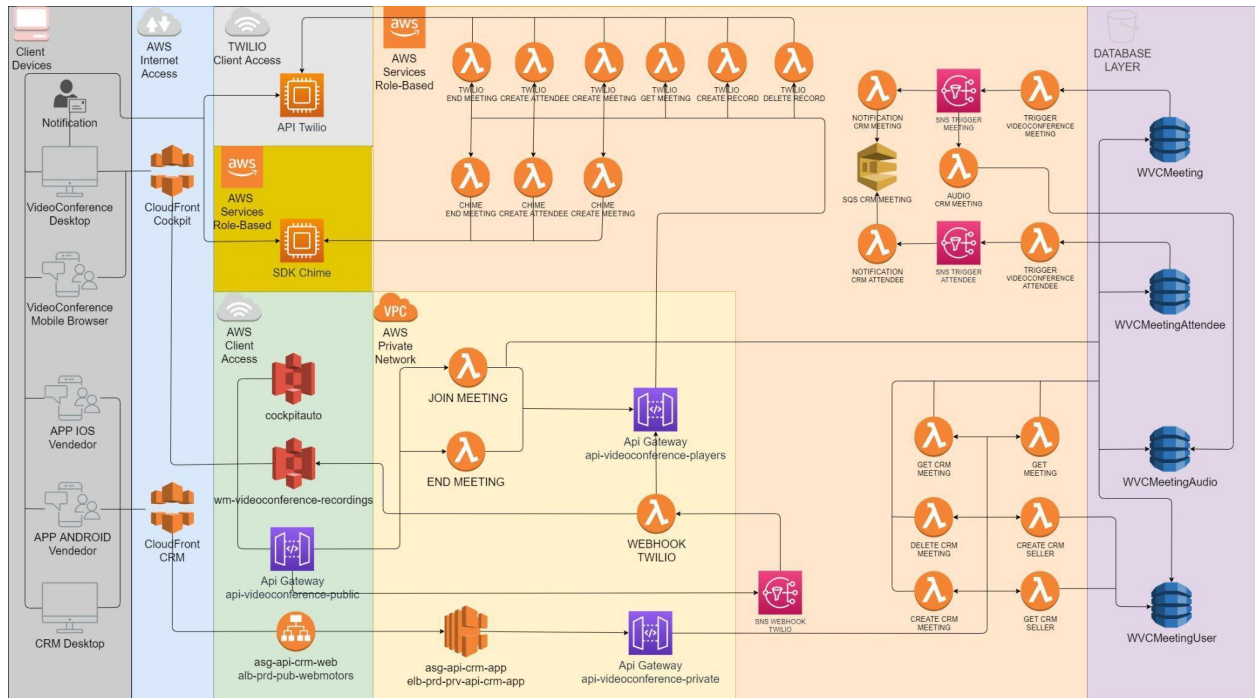 Client
Devices
Notification
VideoConference
Desktop
VideoConference
Mobile Browser
APP IOS
Vendedor
APP ANDROID
Vendedor
CRM Desktop
AWS
Internet
Access
CloudFront
Cockpit
CloudFront
CRM
TWILIO
Client Access
API Twilio
aws
AWS
Services
Role-Based
SDK Chime
AWS
Client
Access
cockpitauto
wm-videoconference-recordings
Api Gateway
api-videoconference-public
asg-api-crm-web
alb-prd-pub-webmotors
aws
AWS
Services
Role-Based
TWILIO
END MEETING
TWILIO
CREATE ATTENDEE
TWILIO
CREATE MEETING
TWILIO
GET MEETING
TWILIO
CREATE RECORD
TWILIO
DELETE RECORD
CHIME
END MEETING
CHIME
CREATE ATTENDEE
CHIME
CREATE MEETING
NOTIFICATION
CRM MEETING
SNS TRIGGER
MEETING
TRIGGER
VIDEOCONFERENCE
MEETING
SQS CRM MEETING
AUDIO
CRM MEETING
NOTIFICATION
CRM ATTENDEE
SNS TRIGGER
ATTENDEE
TRIGGER
VIDEOCONFERENCE
ATTENDEE
VPC
AWS
Private
Network
JOIN MEETING
END MEETING
Api Gateway
api-videoconference-players
WEBHOOK
TWILIO
asg-api-crm-app
elb-prd-prv-api-crm-app
Api Gateway
api-videoconference-private
SNS WEBHOOK
TWILIO
GET CRM
MEETING
GET
MEETING
DELETE CRM
MEETING
CREATE CRM
SELLER
CREATE CRM
MEETING
GET CRM
SELLER
DATABASE
LAYER
WVCMeeting
WVCMeetingAttendee
WVCMeetingAudio
WVCMeetingUser